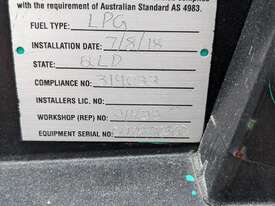 with the requirement of Australian Standard AS 4983.
FUEL TYPE: LPG
INSTALLATION DATE: 7/8/18
STATE: QLD
COMPLIANCE NO:
INSTALLERS LIC. NO:
WORKSHOP (REP) NO:
EQUIPMENT SERIAL NO: